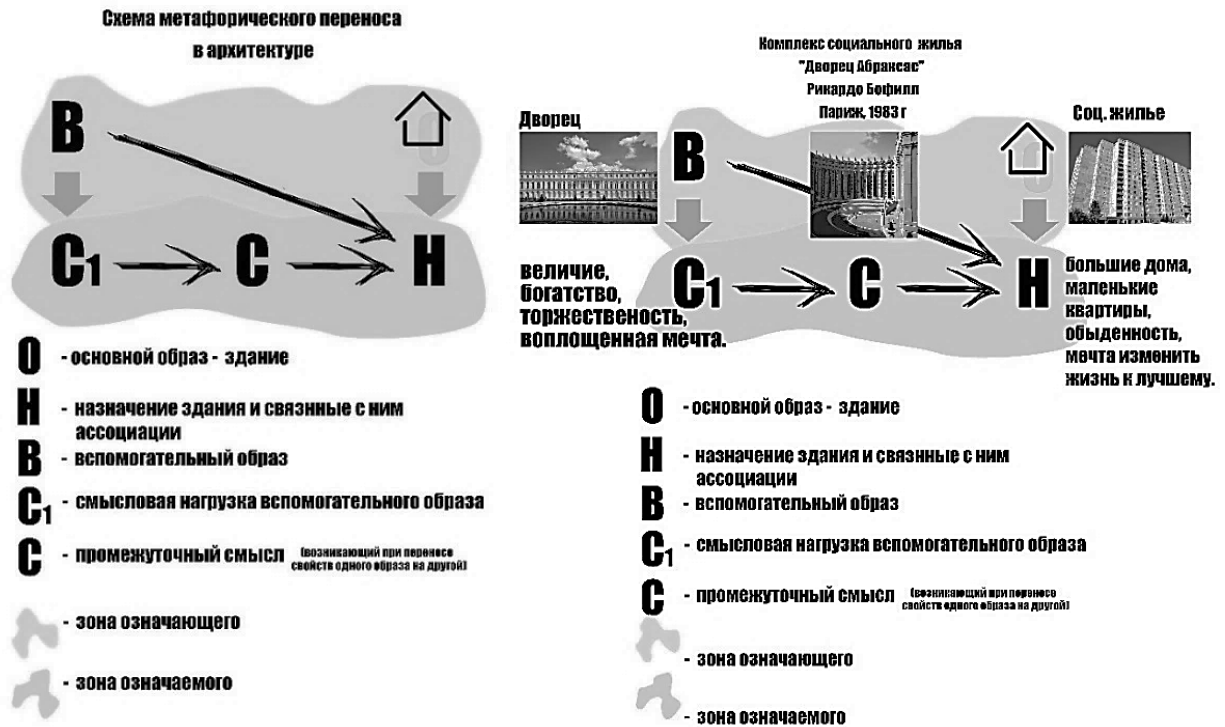 Схема метафорического переноса
в архитектуре
В
О
С1
С
Н
О - основной образ - здание
Н - назначение здания и связнные с ним
ассоциации
В - вспомогательный образ
С1 - смысловая нагрузка вспомогательного образа
С - промежуточный смысл (возникающий при переносе
свойств одного образа на другой)
- зона означающего
- зона означаемого
Комплекс социального жилья
"Дворец Абраксас"
Рикардо Бофилл
Париж, 1983 г
Дворец
Соц. жилье
В
О
величие,
богатство,
торжественость,
воплощенная мечта.
С1
С
Н
большие дома,
маленькие
квартиры,
обыденность,
мечта изменить
жизнь к лучшему.
О - основной образ - здание
Н - назначение здания и связнные с ним
ассоциации
В - вспомогательный образ
С1 - смысловая нагрузка вспомогательного образа
С - промежуточный смысл (возникающий при переносе
свойств одного образа на другой)
- зона означающего
- зона означаемого